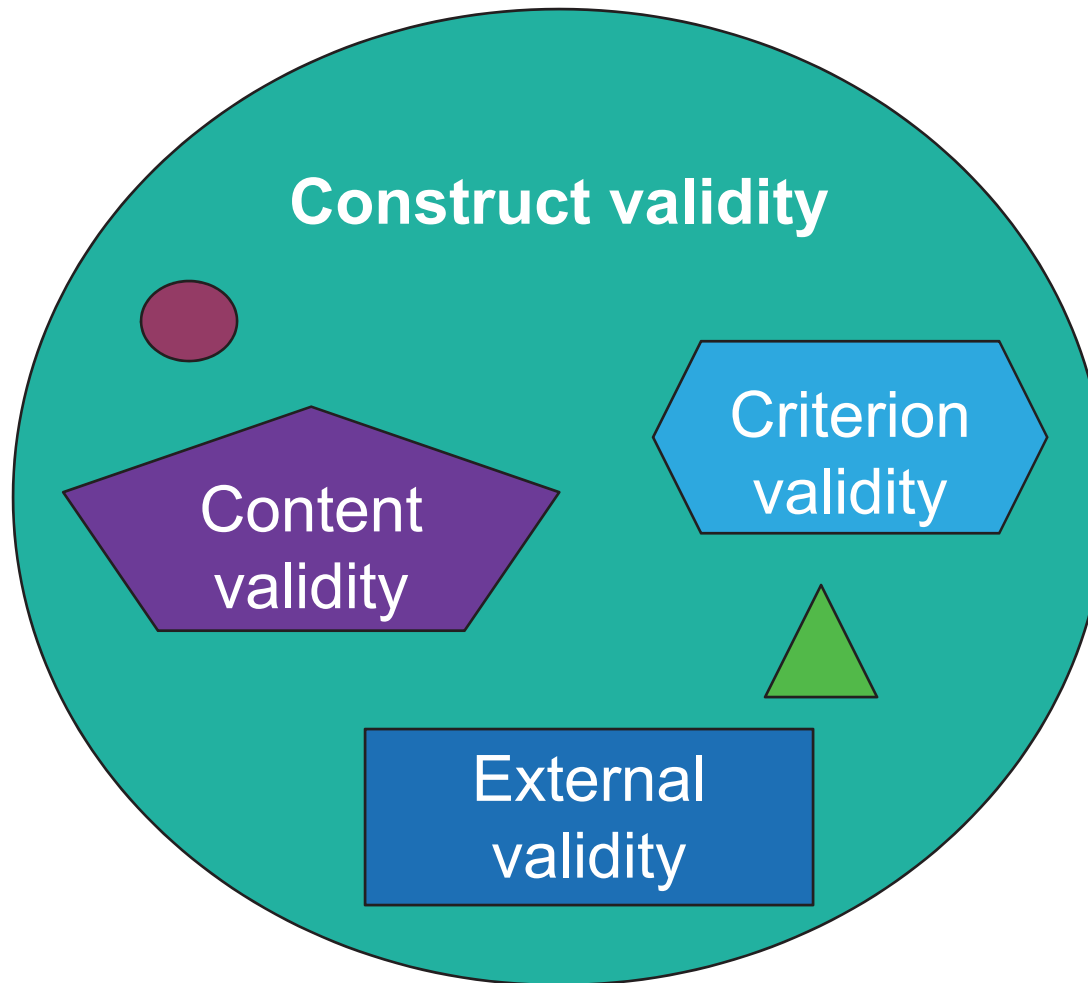 Construct validity
Criterion
validity
Content
validity
External
validity